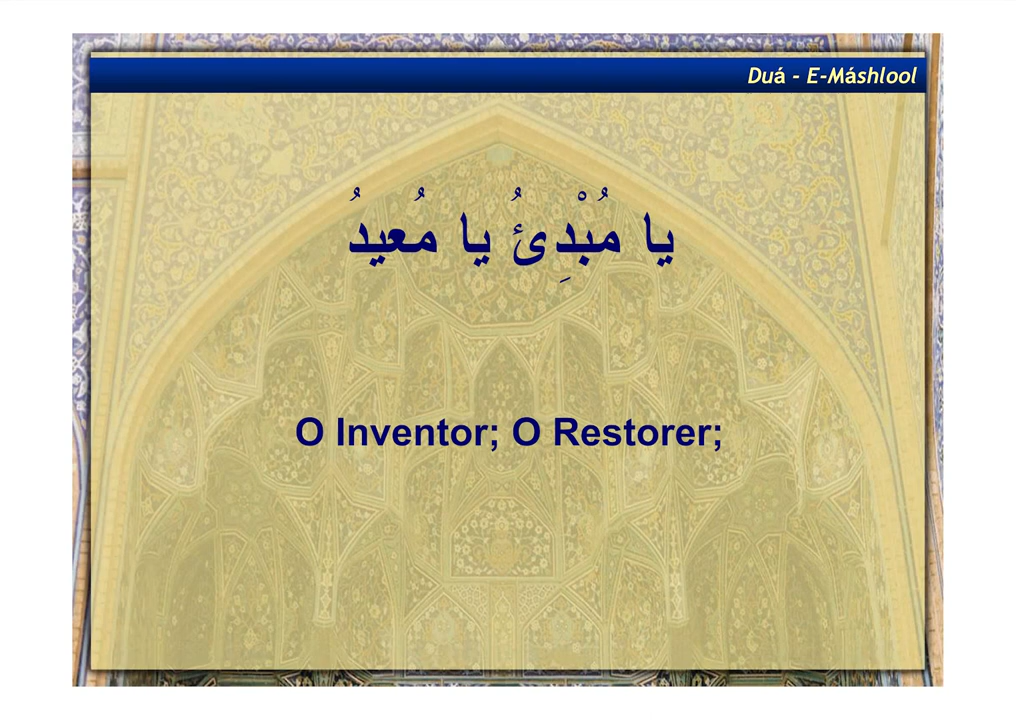 Duá - E-Máshlool
يا مُبْدِئُ يا مُعيدُ
O Inventor; O Restorer;